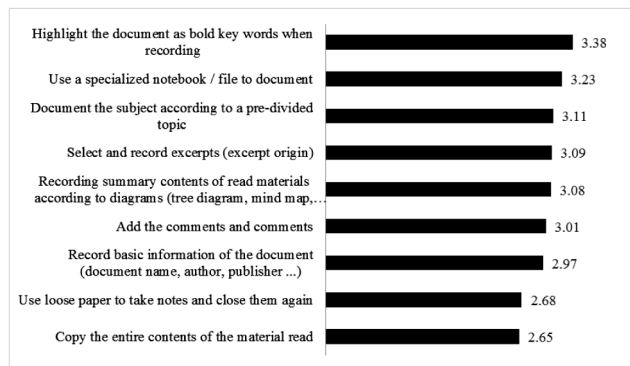 Highlight the document as bold key words when
recording
3.38
Use a specialized notebook / file to document
3.23
Document the subject according to a pre-divided
topic
3.11
Select and record excerpts (excerpt origin)
3.09
Recording summary contents of read materials
according to diagrams (tree diagram, mind map,…
3.08
Add the comments and comments
3.01
Record basic information of the document
(document name, author, publisher ...)
2.97
Use loose paper to take notes and close them again
2.68
Copy the entire contents of the material read
2.65